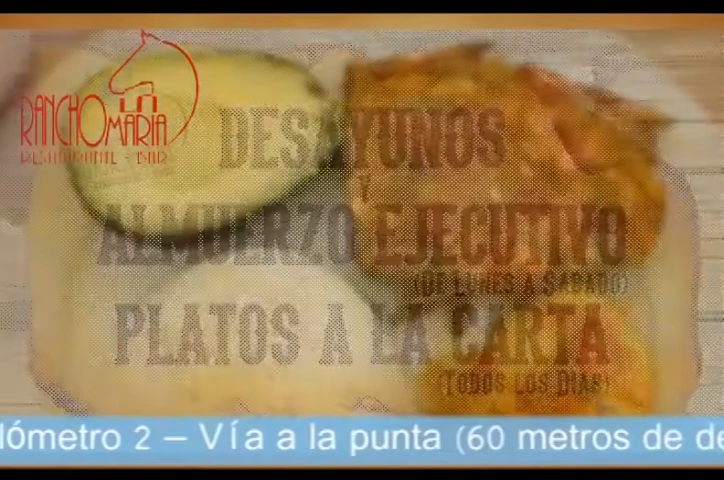 RANCHO
MARIA
RESTAURANTE - BAR
DESAYUNOS
Y
ALMUERZO EJECUTIVO
(DE LUNES A SABADO)
PLATOS A LA CARTA
(TODOS LOS DIAS)
lómetro 2 – Vía a la punta (60 metros de de